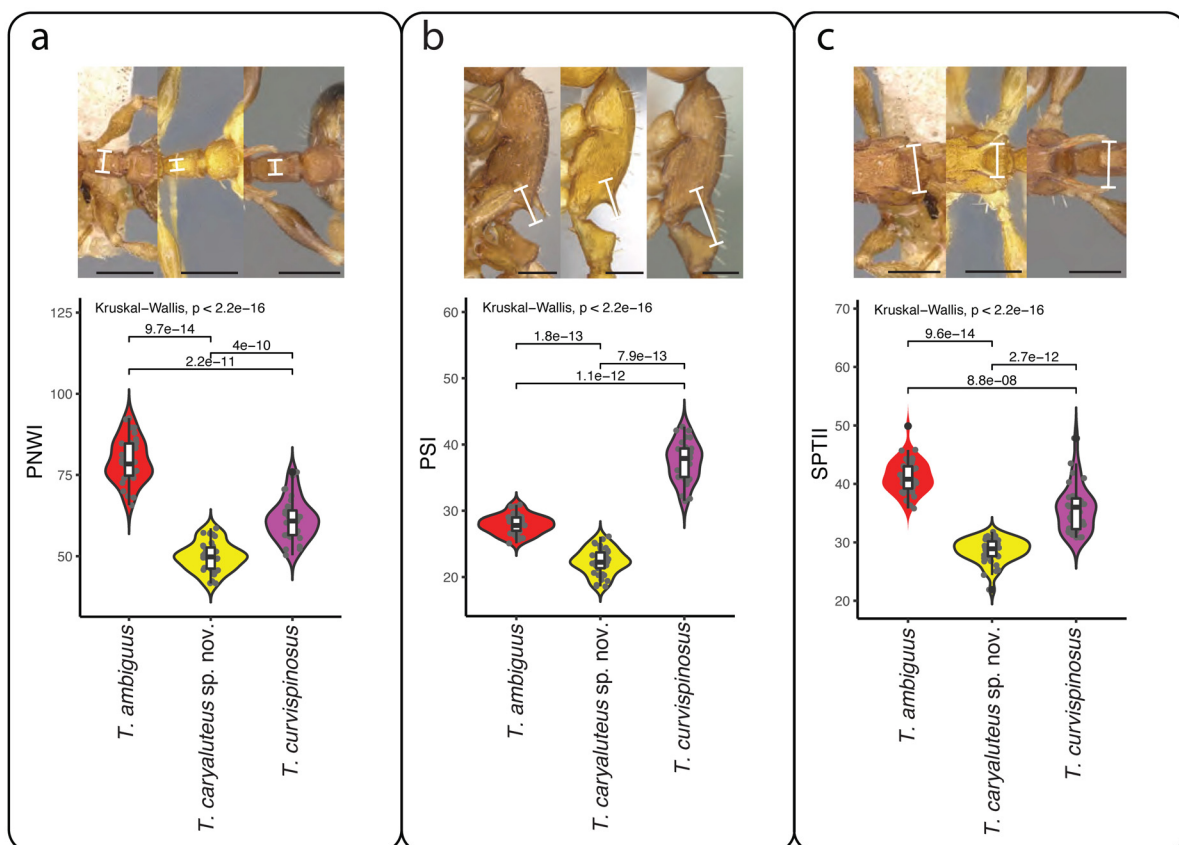 a
Kruskal-Wallis, p < 2.2e-16
9.7e-14
4e-10
2.2e-11
PNWI
125
100
75
50
T. ambiguus
T. caryaluteus sp. nov.
T. curvispinosus
b
Kruskal-Wallis, p < 2.2e-16
1.8e-13
7.9e-13
1.1e-12
PSI
60
50
40
30
20
T. ambiguus
T. caryaluteus sp. nov.
T. curvispinosus
c
Kruskal-Wallis, p < 2.2e-16
9.6e-14
2.7e-12
8.8e-08
SPTII
70
60
50
40
30
20
T. ambiguus
T. caryaluteus sp. nov.
T. curvispinosus